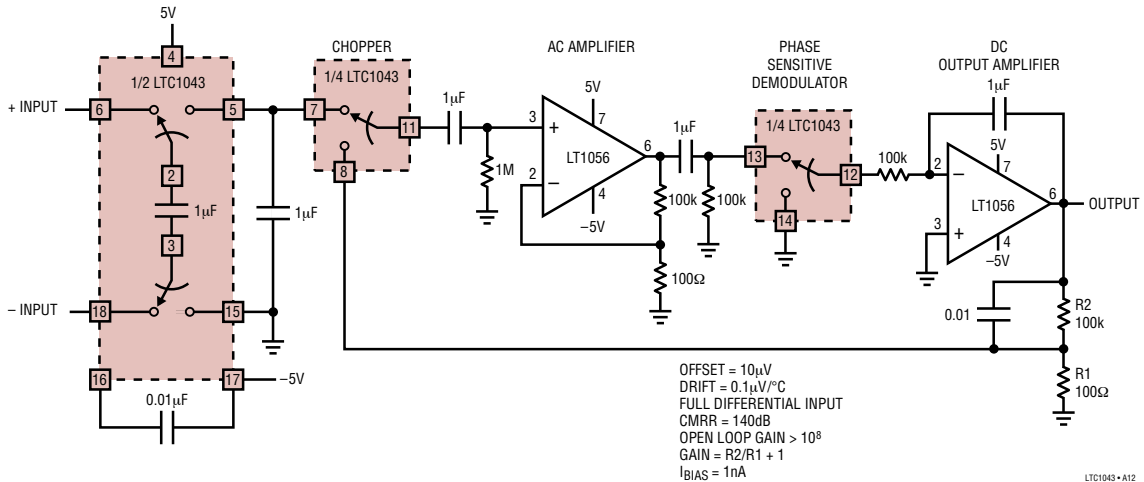 5V
4
1/2 LTC1043
+ INPUT
6
5
2
1µF
3
– INPUT
18
15
16
17
–5V
0.01µF
1µF
CHOPPER
1/4 LTC1043
7
11
8
1µF
1M
AC AMPLIFIER
5V
7
3
+
2
–
LT1056
6
4
–5V
100k
100Ω
1µF
100k
PHASE
SENSITIVE
DEMODULATOR
1/4 LTC1043
13
12
14
100k
DC
OUTPUT AMPLIFIER
1µF
5V
7
2
–
3
+
LT1056
6
4
–5V
OUTPUT
0.01
R2
100k
R1
100Ω
OFFSET = 10µV
DRIFT = 0.1µV/°C
FULL DIFFERENTIAL INPUT
CMRR = 140dB
OPEN LOOP GAIN > 10⁸
GAIN = R2/R1 + 1
I_BIAS = 1nA
LTC1043 • A12